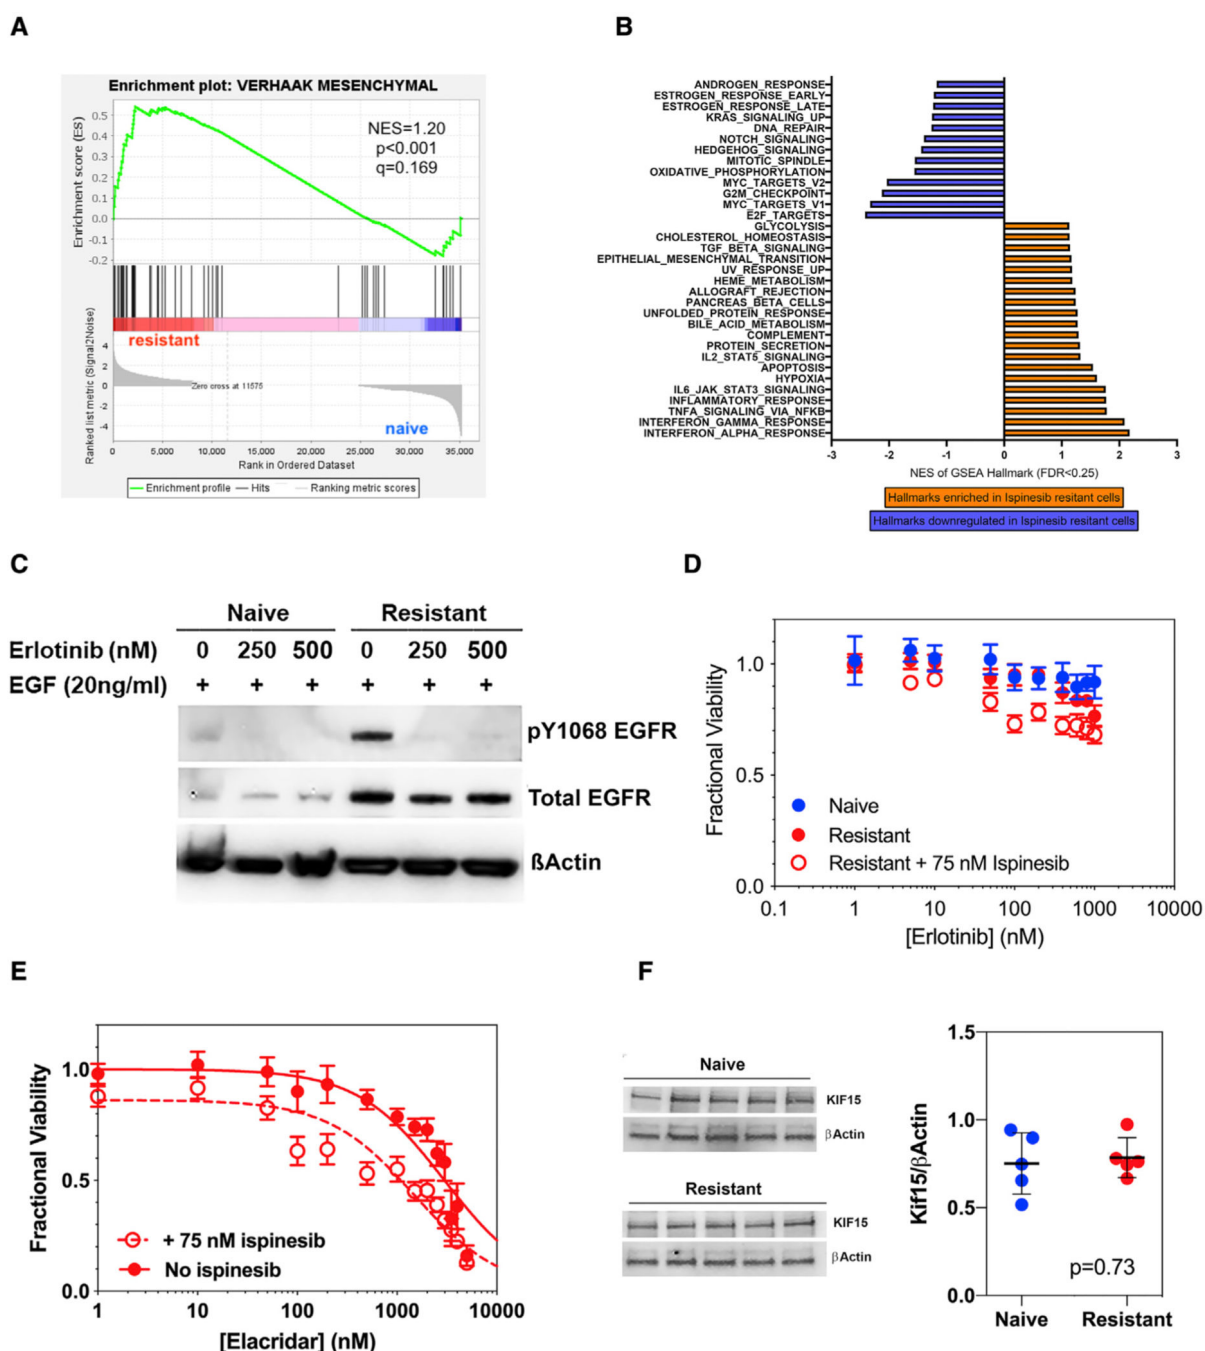 A
Enrichment plot: VERHAAK MESENCHYMAL
Enrichment score (ES)
0.5
0.4
0.3
0.2
0.1
0.0
-0.1
-0.2
NES=1.20
p<0.001
q=0.169
resistant
Ranked list metric (Signal2Noise)
4
2
0
-2
-4
Zero cross at 11575
naive
0 5,000 10,000 15,000 20,000 25,000 30,000 35,000
Rank in Ordered Dataset
Enrichment profile Hits Ranking metric scores
B
ANDROGEN_RESPONSE
ESTROGEN_RESPONSE_EARLY
ESTROGEN_RESPONSE_LATE
KRAS_SIGNALING_UP
DNA_REPAIR
NOTCH_SIGNALING
HEDGEHOG_SIGNALING
MITOTIC_SPINDLE
OXIDATIVE_PHOSPHORYLATION
MYC_TARGETS_V2
G2M_CHECKPOINT
MYC_TARGETS_V1
E2F_TARGETS
GLYCOLYSIS
CHOLESTEROL_HOMEOSTASIS
TGF_BETA_SIGNALING
EPITHELIAL_MESENCHYMAL_TRANSITION
UV_RESPONSE_UP
HEME_METABOLISM
ALLOGRAFT_REJECTION
PANCREAS_BETA_CELLS
UNFOLDED_PROTEIN_RESPONSE
BILE_ACID_METABOLISM
COMPLEMENT
PROTEIN_SECRETION
IL2_STAT5_SIGNALING
APOPTOSIS
HYPOXIA
IL6_JAK_STAT3_SIGNALING
INFLAMMATORY_RESPONSE
TNFA_SIGNALING_VIA_NFKB
INTERFERON_GAMMA_RESPONSE
INTERFERON_ALPHA_RESPONSE
-3 -2 -1 0 1 2 3
NES of GSEA Hallmark (FDR<0.25)
Hallmarks enriched in Ispinesib resitant cells
Hallmarks downregulated in Ispinesib resitant cells
C
Naive Resistant
Erlotinib (nM) 0 250 500 0 250 500
EGF (20ng/ml) + + + + + +
pY1068 EGFR
Total EGFR
ßActin
D
Fractional Viability
1.0
0.5
0.0
Naive
Resistant
Resistant + 75 nM Ispinesib
0.1 1 10 100 1000 10000
[Erlotinib] (nM)
E
Fractional Viability
1.0
0.5
0.0
+ 75 nM ispinesib
No ispinesib
1 10 100 1000 10000
[Elacridar] (nM)
F
Naive
KIF15
βActin
Resistant
KIF15
βActin
Kif15/βActin
1.5
1.0
0.5
0.0
p=0.73
Naive Resistant